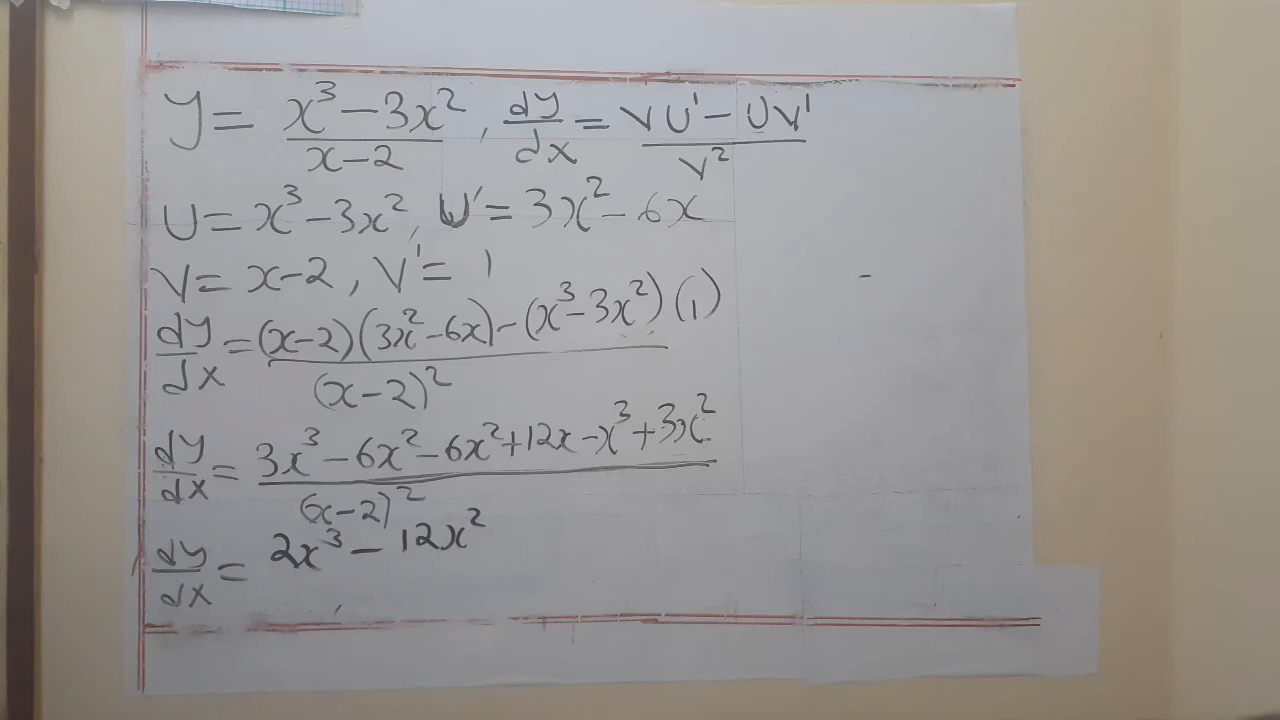 y = x³ – 3x² / x – 2 , dy/dx = VU' – UV' / V²
U = x³ – 3x² , U' = 3x² – 6x
V = x – 2 , V' = 1
dy/dx = (x – 2)(3x² – 6x) – (x³ – 3x²)(1) / (x – 2)²
dy/dx = 3x³ – 6x² – 6x² + 12x – x³ + 3x² / (x – 2)²
dy/dx = 2x³ – 12x²